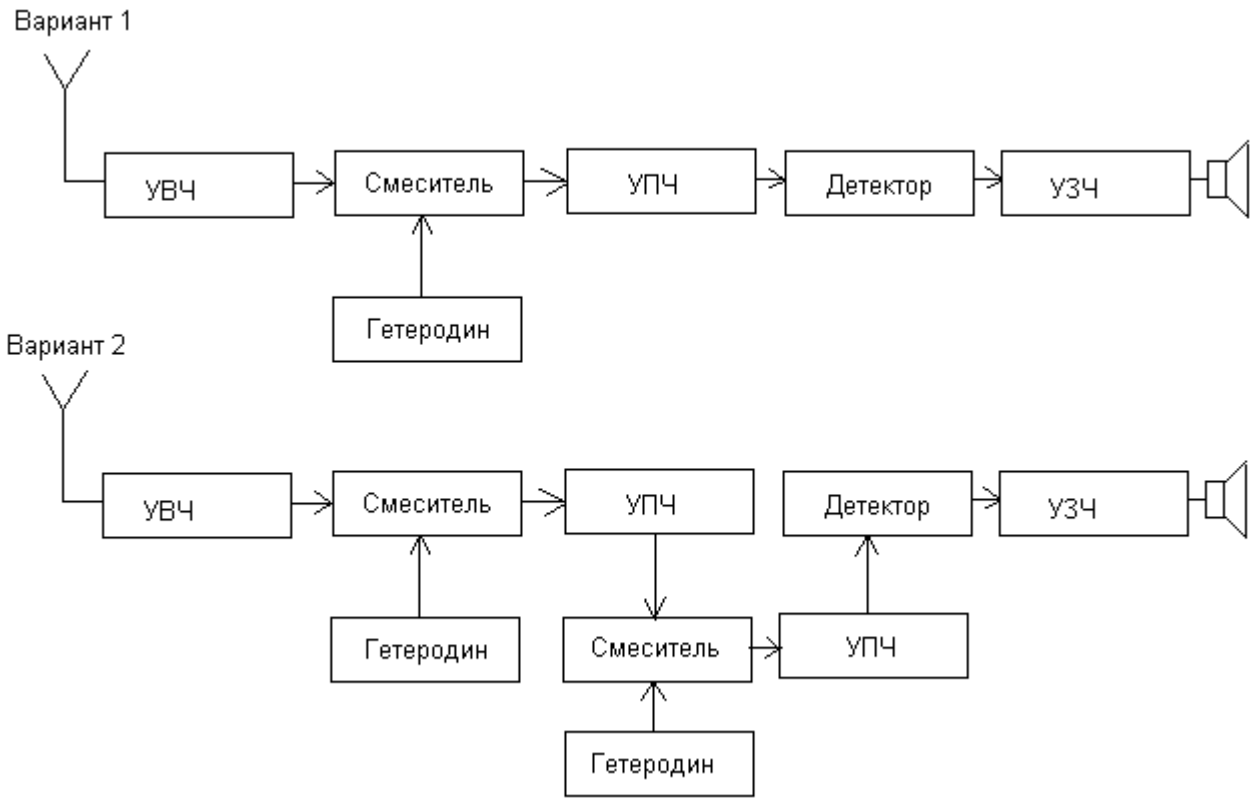 Вариант 1
УВЧ
Смеситель
УПЧ
Детектор
УЗЧ
Гетеродин
Вариант 2
УВЧ
Смеситель
УПЧ
Детектор
УЗЧ
Гетеродин
Смеситель
УПЧ
Гетеродин